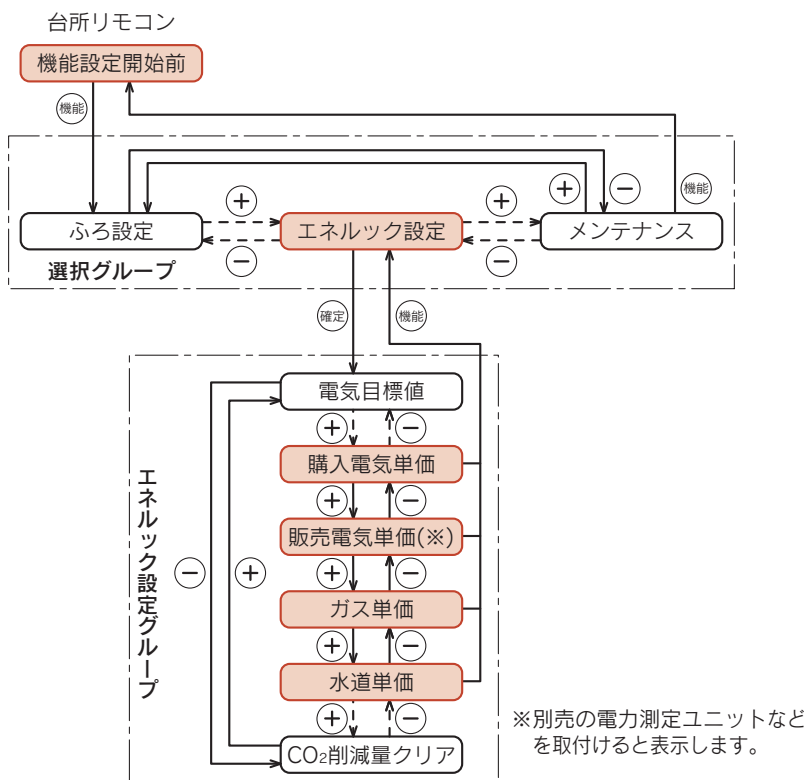 台所リモコン
機能設定開始前
機能
+
+
+
−
機能
ふろ設定
エネルック設定
メンテナンス
−
−
選択グループ
確定
機能
エネルック設定グループ
電気目標値
+
−
購入電気単価
+
−
販売電気単価(※)
−
+
+
−
ガス単価
+
−
水道単価
+
−
CO₂削減量クリア
※別売の電力測定ユニットなど
を取付けると表示します。